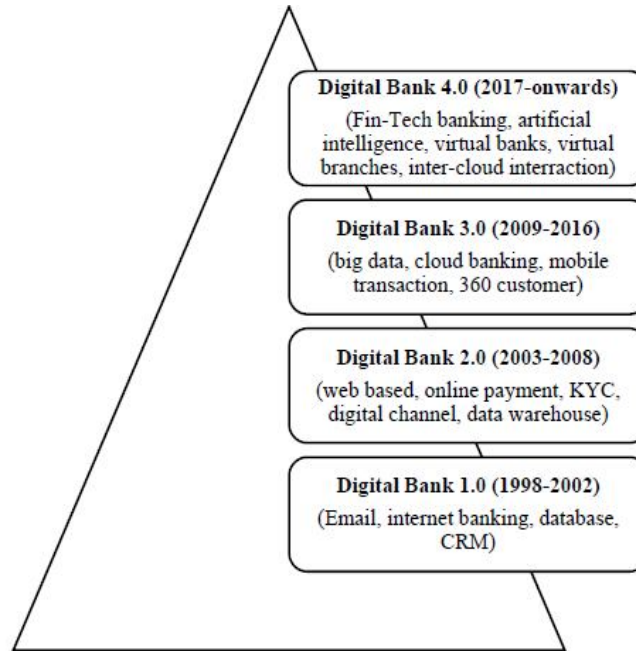 Digital Bank 4.0 (2017-onwards)
(Fin-Tech banking, artificial
intelligence, virtual banks, virtual
branches, inter-cloud interraction)
Digital Bank 3.0 (2009-2016)
(big data, cloud banking, mobile
transaction, 360 customer)
Digital Bank 2.0 (2003-2008)
(web based, online payment, KYC,
digital channel, data warehouse)
Digital Bank 1.0 (1998-2002)
(Email, internet banking, database,
CRM)